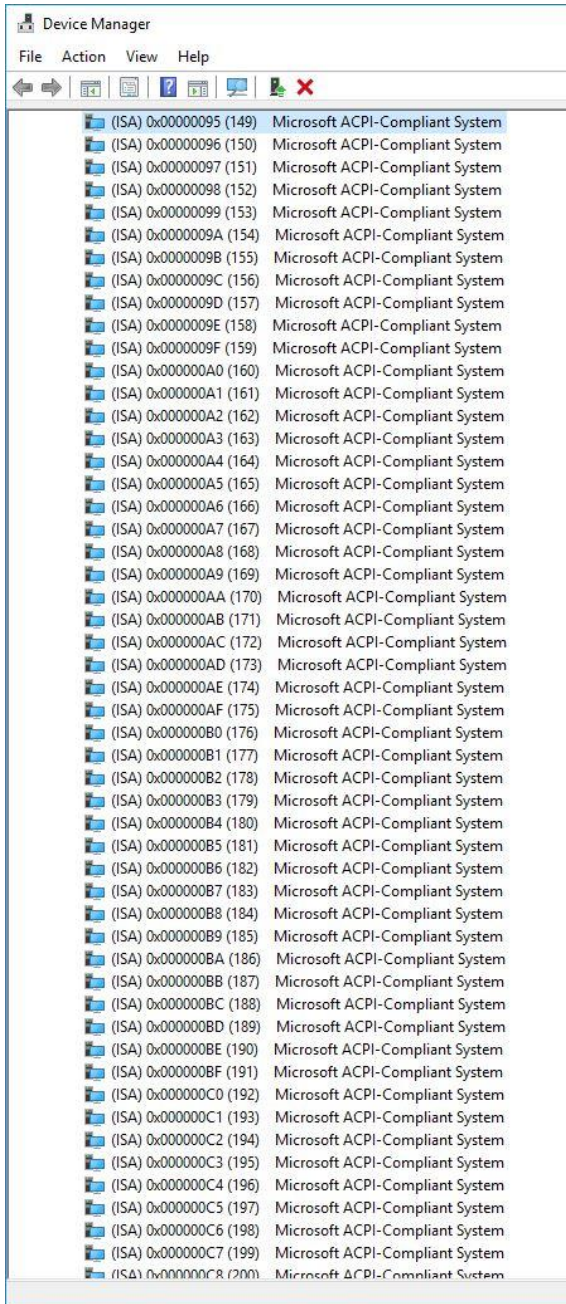 Device Manager
File Action View Help
(ISA) 0x00000095 (149) Microsoft ACPI-Compliant System
(ISA) 0x00000096 (150) Microsoft ACPI-Compliant System
(ISA) 0x00000097 (151) Microsoft ACPI-Compliant System
(ISA) 0x00000098 (152) Microsoft ACPI-Compliant System
(ISA) 0x00000099 (153) Microsoft ACPI-Compliant System
(ISA) 0x0000009A (154) Microsoft ACPI-Compliant System
(ISA) 0x0000009B (155) Microsoft ACPI-Compliant System
(ISA) 0x0000009C (156) Microsoft ACPI-Compliant System
(ISA) 0x0000009D (157) Microsoft ACPI-Compliant System
(ISA) 0x0000009E (158) Microsoft ACPI-Compliant System
(ISA) 0x0000009F (159) Microsoft ACPI-Compliant System
(ISA) 0x000000A0 (160) Microsoft ACPI-Compliant System
(ISA) 0x000000A1 (161) Microsoft ACPI-Compliant System
(ISA) 0x000000A2 (162) Microsoft ACPI-Compliant System
(ISA) 0x000000A3 (163) Microsoft ACPI-Compliant System
(ISA) 0x000000A4 (164) Microsoft ACPI-Compliant System
(ISA) 0x000000A5 (165) Microsoft ACPI-Compliant System
(ISA) 0x000000A6 (166) Microsoft ACPI-Compliant System
(ISA) 0x000000A7 (167) Microsoft ACPI-Compliant System
(ISA) 0x000000A8 (168) Microsoft ACPI-Compliant System
(ISA) 0x000000A9 (169) Microsoft ACPI-Compliant System
(ISA) 0x000000AA (170) Microsoft ACPI-Compliant System
(ISA) 0x000000AB (171) Microsoft ACPI-Compliant System
(ISA) 0x000000AC (172) Microsoft ACPI-Compliant System
(ISA) 0x000000AD (173) Microsoft ACPI-Compliant System
(ISA) 0x000000AE (174) Microsoft ACPI-Compliant System
(ISA) 0x000000AF (175) Microsoft ACPI-Compliant System
(ISA) 0x000000B0 (176) Microsoft ACPI-Compliant System
(ISA) 0x000000B1 (177) Microsoft ACPI-Compliant System
(ISA) 0x000000B2 (178) Microsoft ACPI-Compliant System
(ISA) 0x000000B3 (179) Microsoft ACPI-Compliant System
(ISA) 0x000000B4 (180) Microsoft ACPI-Compliant System
(ISA) 0x000000B5 (181) Microsoft ACPI-Compliant System
(ISA) 0x000000B6 (182) Microsoft ACPI-Compliant System
(ISA) 0x000000B7 (183) Microsoft ACPI-Compliant System
(ISA) 0x000000B8 (184) Microsoft ACPI-Compliant System
(ISA) 0x000000B9 (185) Microsoft ACPI-Compliant System
(ISA) 0x000000BA (186) Microsoft ACPI-Compliant System
(ISA) 0x000000BB (187) Microsoft ACPI-Compliant System
(ISA) 0x000000BC (188) Microsoft ACPI-Compliant System
(ISA) 0x000000BD (189) Microsoft ACPI-Compliant System
(ISA) 0x000000BE (190) Microsoft ACPI-Compliant System
(ISA) 0x000000BF (191) Microsoft ACPI-Compliant System
(ISA) 0x000000C0 (192) Microsoft ACPI-Compliant System
(ISA) 0x000000C1 (193) Microsoft ACPI-Compliant System
(ISA) 0x000000C2 (194) Microsoft ACPI-Compliant System
(ISA) 0x000000C3 (195) Microsoft ACPI-Compliant System
(ISA) 0x000000C4 (196) Microsoft ACPI-Compliant System
(ISA) 0x000000C5 (197) Microsoft ACPI-Compliant System
(ISA) 0x000000C6 (198) Microsoft ACPI-Compliant System
(ISA) 0x000000C7 (199) Microsoft ACPI-Compliant System
(ISA) 0x000000C8 (200) Microsoft ACPI-Compliant System